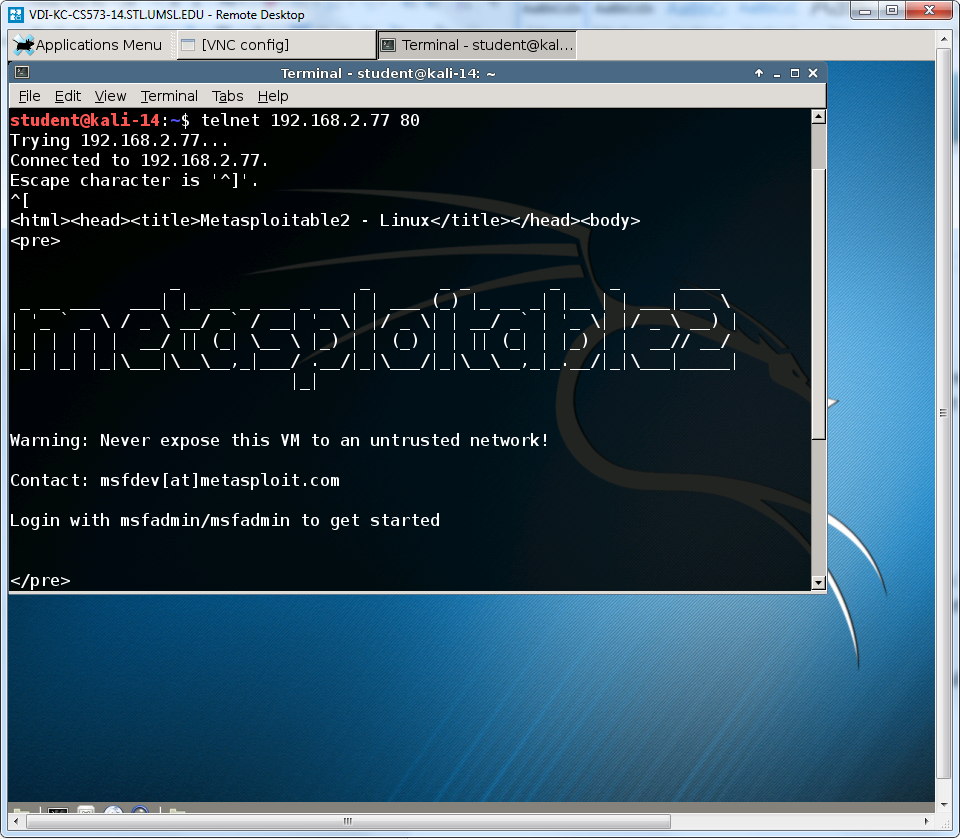 VDI-KC-CS573-14.STL.UMSL.EDU - Remote Desktop
Applications Menu [VNC config] Terminal - student@kal...
Terminal - student@kali-14: ~
File Edit View Terminal Tabs Help
student@kali-14:~$ telnet 192.168.2.77 80
Trying 192.168.2.77...
Connected to 192.168.2.77.
Escape character is '^]'.
^[
<html><head><title>Metasploitable2 - Linux</title></head><body>
<pre>
metasploitable2
Warning: Never expose this VM to an untrusted network!
Contact: msfdev[at]metasploit.com
Login with msfadmin/msfadmin to get started
</pre>